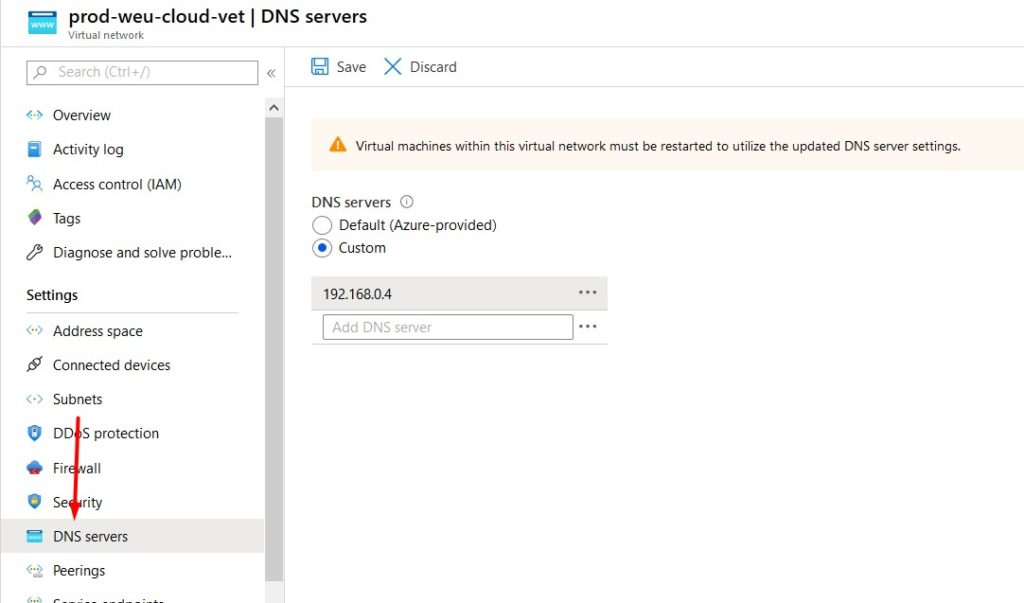 prod-weu-cloud-vet | DNS servers
Virtual network
Search (Ctrl+/)
«
Overview
Activity log
Access control (IAM)
Tags
Diagnose and solve proble...
Settings
Address space
Connected devices
Subnets
DDoS protection
Firewall
Security
DNS servers
Peerings
Service endpoints
Save
Discard
Virtual machines within this virtual network must be restarted to utilize the updated DNS server settings.
DNS servers
Default (Azure-provided)
Custom
192.168.0.4
Add DNS server